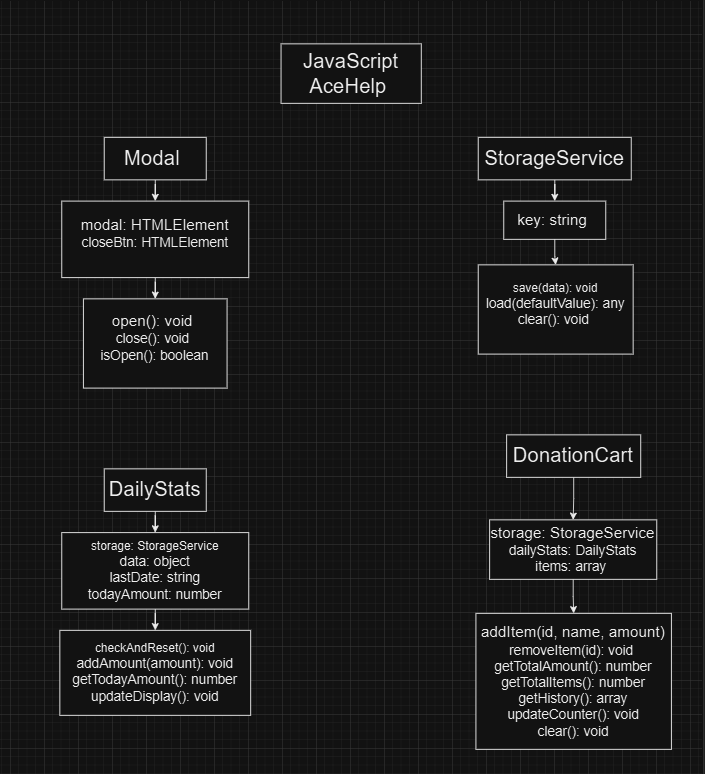 JavaScript
AceHelp
Modal
modal: HTMLElement
closeBtn: HTMLElement
open(): void
close(): void
isOpen(): boolean
StorageService
key: string
save(data): void
load(defaultValue): any
clear(): void
DailyStats
storage: StorageService
data: object
lastDate: string
todayAmount: number
checkAndReset(): void
addAmount(amount): void
getTodayAmount(): number
updateDisplay(): void
DonationCart
storage: StorageService
dailyStats: DailyStats
items: array
addItem(id, name, amount)
removeItem(id): void
getTotalAmount(): number
getTotalItems(): number
getHistory(): array
updateCounter(): void
clear(): void